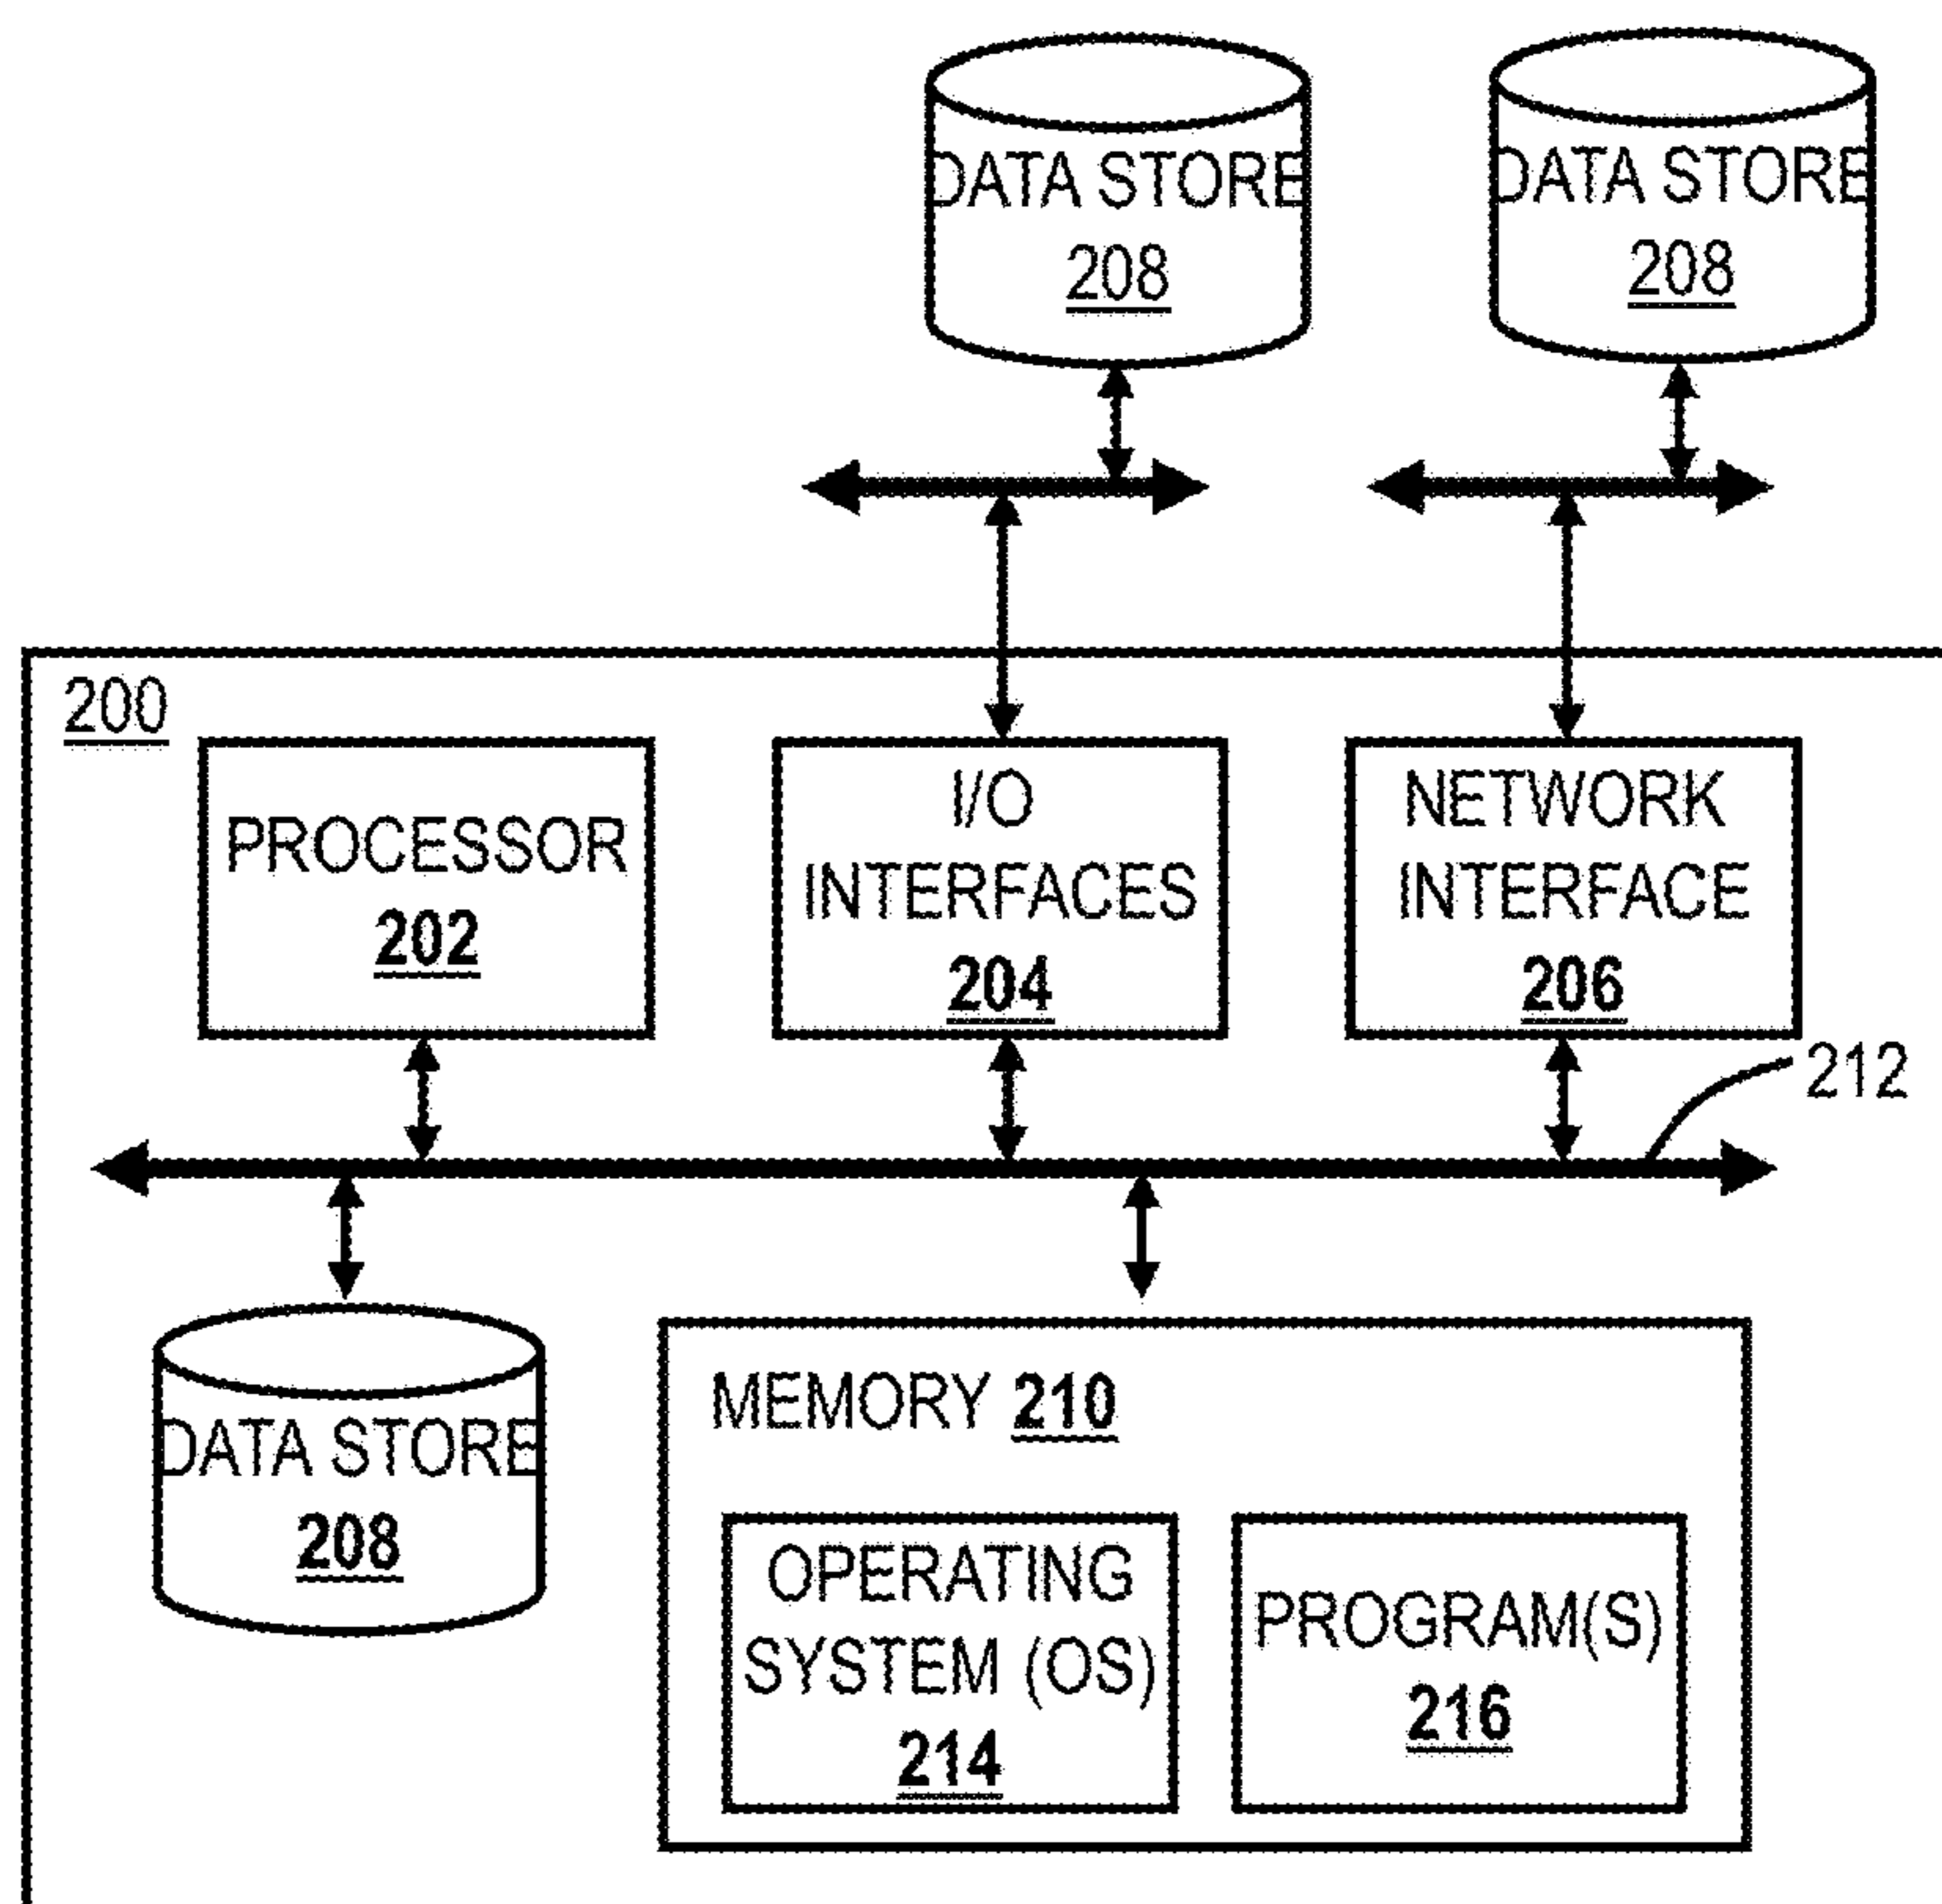 DATA STORE
208
DATA STORE
208
200
PROCESSOR
202
I/O
INTERFACES
204
NETWORK
INTERFACE
206
212
DATA STORE
208
MEMORY 210
OPERATING
SYSTEM (OS)
214
PROGRAM(S)
216